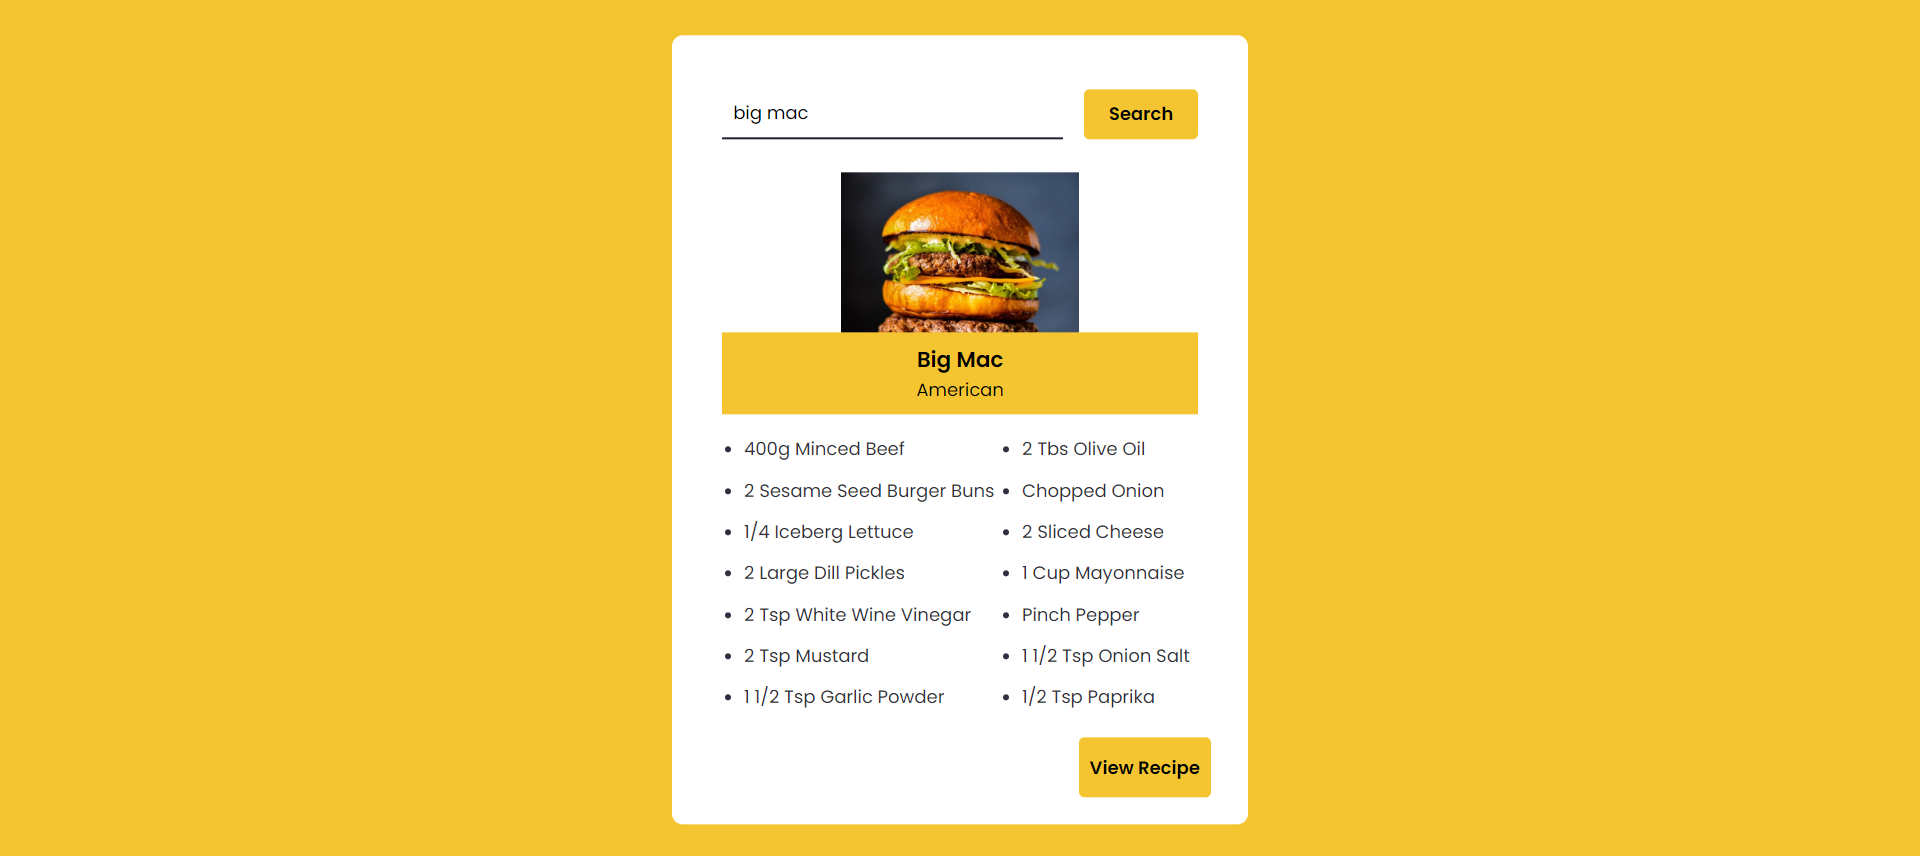 big mac
Search
Big Mac
American
400g Minced Beef
2 Tbs Olive Oil
2 Sesame Seed Burger Buns
Chopped Onion
1/4 Iceberg Lettuce
2 Sliced Cheese
2 Large Dill Pickles
1 Cup Mayonnaise
2 Tsp White Wine Vinegar
Pinch Pepper
2 Tsp Mustard
1 1/2 Tsp Onion Salt
1 1/2 Tsp Garlic Powder
1/2 Tsp Paprika
View Recipe